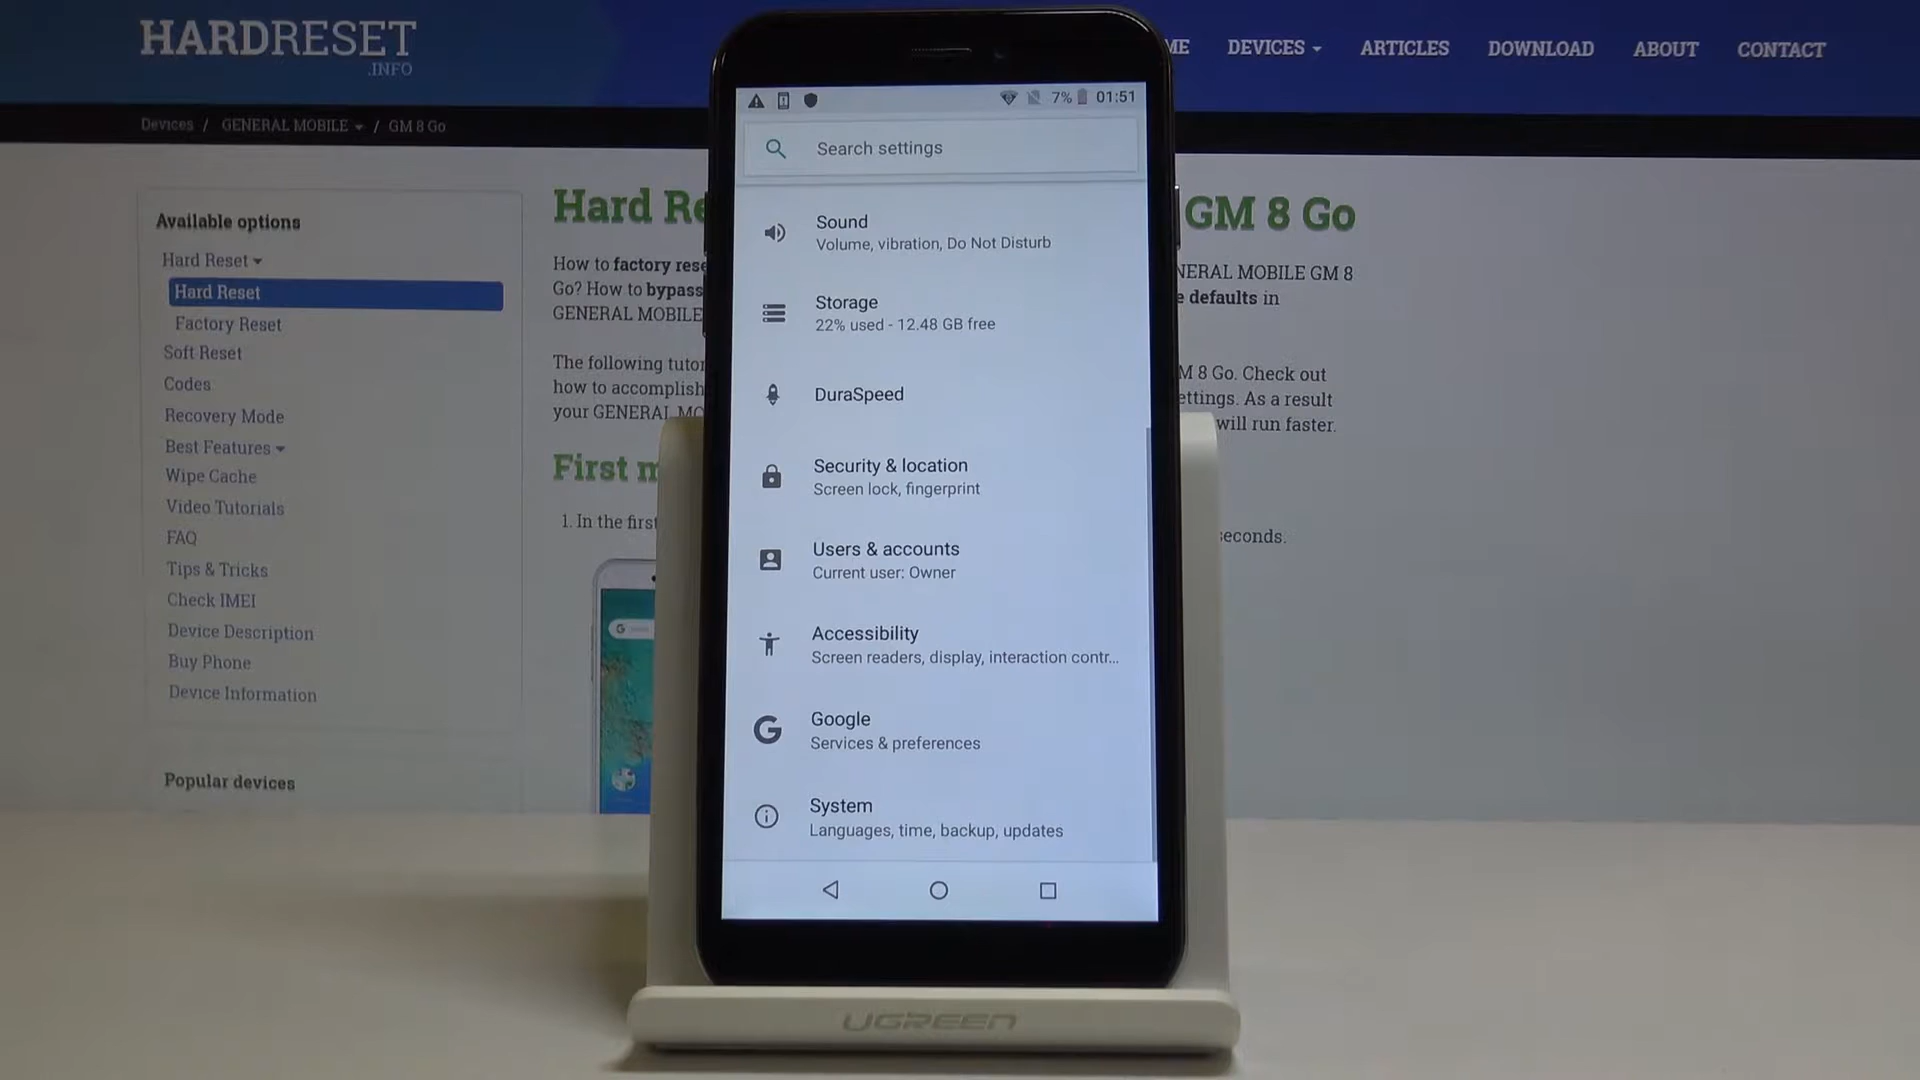 HARDRESET
.INFO
ME DEVICES ARTICLES DOWNLOAD ABOUT CONTACT
Devices / GENERAL MOBILE / GM 8 Go
Available options
Hard Reset
Hard Reset
Factory Reset
Soft Reset
Codes
Recovery Mode
Best Features
Wipe Cache
Video Tutorials
FAQ
Tips & Tricks
Check IMEI
Device Description
Buy Phone
Device Information
Popular devices
Hard Re
GM 8 Go
How to factory rese
NERAL MOBILE GM 8
Go? How to bypass
e defaults in
GENERAL MOBILE
The following tutor
M 8 Go. Check out
how to accomplish
ettings. As a result
your GENERAL MO
will run faster.
First m
1. In the first
seconds.
7% 01:51
Search settings
Sound
Volume, vibration, Do Not Disturb
Storage
22% used - 12.48 GB free
DuraSpeed
Security & location
Screen lock, fingerprint
Users & accounts
Current user: Owner
Accessibility
Screen readers, display, interaction contr...
Google
Services & preferences
System
Languages, time, backup, updates
UGREEN